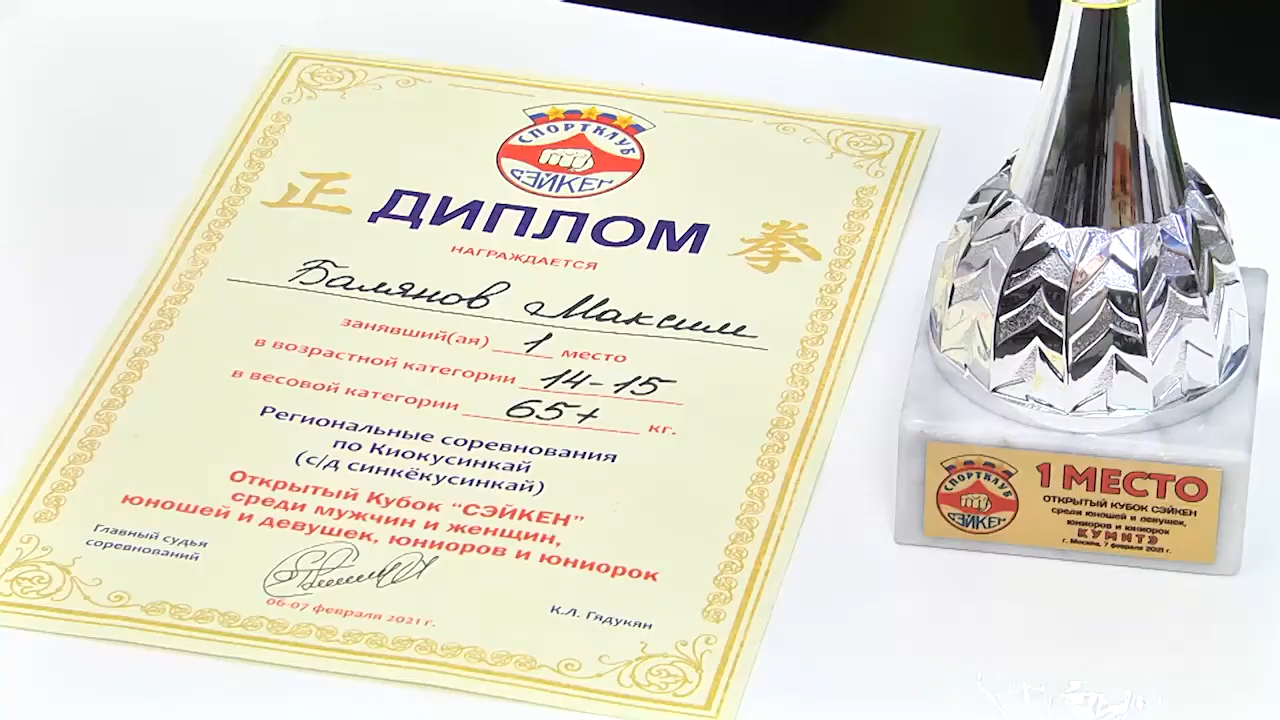 СПОРТКЛУБ
СЭЙКЕН
正 ДИПЛОМ 拳
НАГРАЖДАЕТСЯ
Балянов Максим
занявший(ая) 1 место
в возрастной категории 14-15
в весовой категории 65+ кг.
Региональные соревнования
по Киокусинкай
(с/д синкёкусинкай)
Открытый Кубок “СЭЙКЕН”
среди мужчин и женщин,
юношей и девушек, юниоров и юниорок
Главный судья
соревнований
К.Л. Гядукян
06-07 февраля 2021 г.
СПОРТКЛУБ
СЭЙКЕН
1 МЕСТО
ОТКРЫТЫЙ КУБОК СЭЙКЕН
среди юношей и девушек,
юниоров и юниорок
КУМИТЭ
г. Москва, 7 февраля 2021 г.